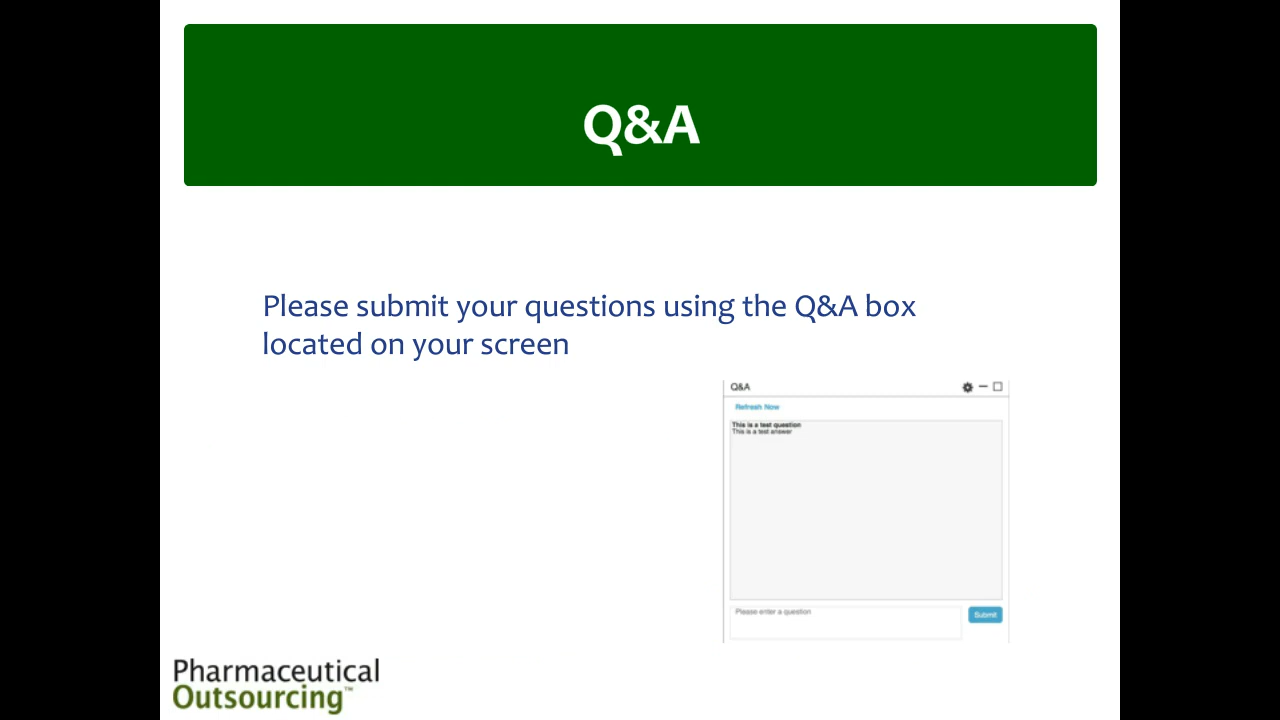 Q&A
Please submit your questions using the Q&A box
located on your screen
Q&A
Refresh Now
This is a test question
This is a test answer
Please enter a question
Submit
Pharmaceutical
Outsourcing™